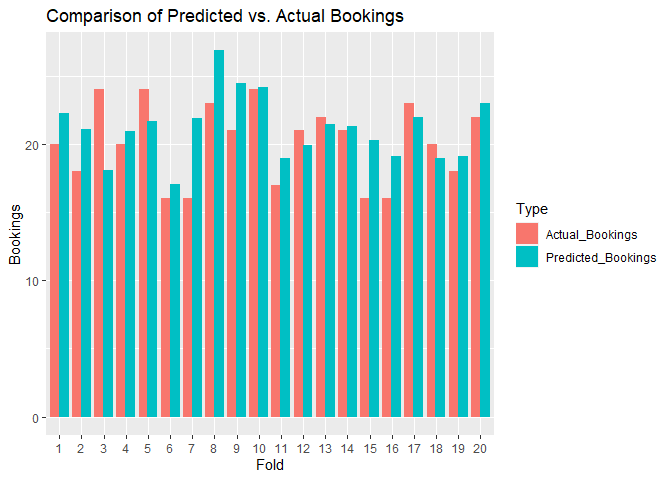 Comparison of Predicted vs. Actual Bookings
Bookings
20
10
0
1 2 3 4 5 6 7 8 9 10 11 12 13 14 15 16 17 18 19 20
Fold
Type
Actual_Bookings
Predicted_Bookings